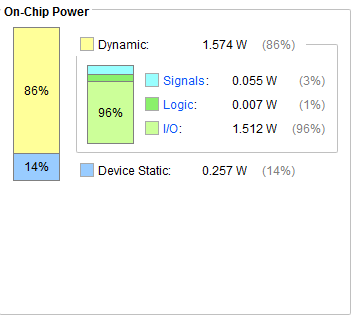 On-Chip Power
Dynamic: 1.574 W (86%)
86%
Signals: 0.055 W (3%)
Logic: 0.007 W (1%)
96%
I/O: 1.512 W (96%)
14%
Device Static: 0.257 W (14%)